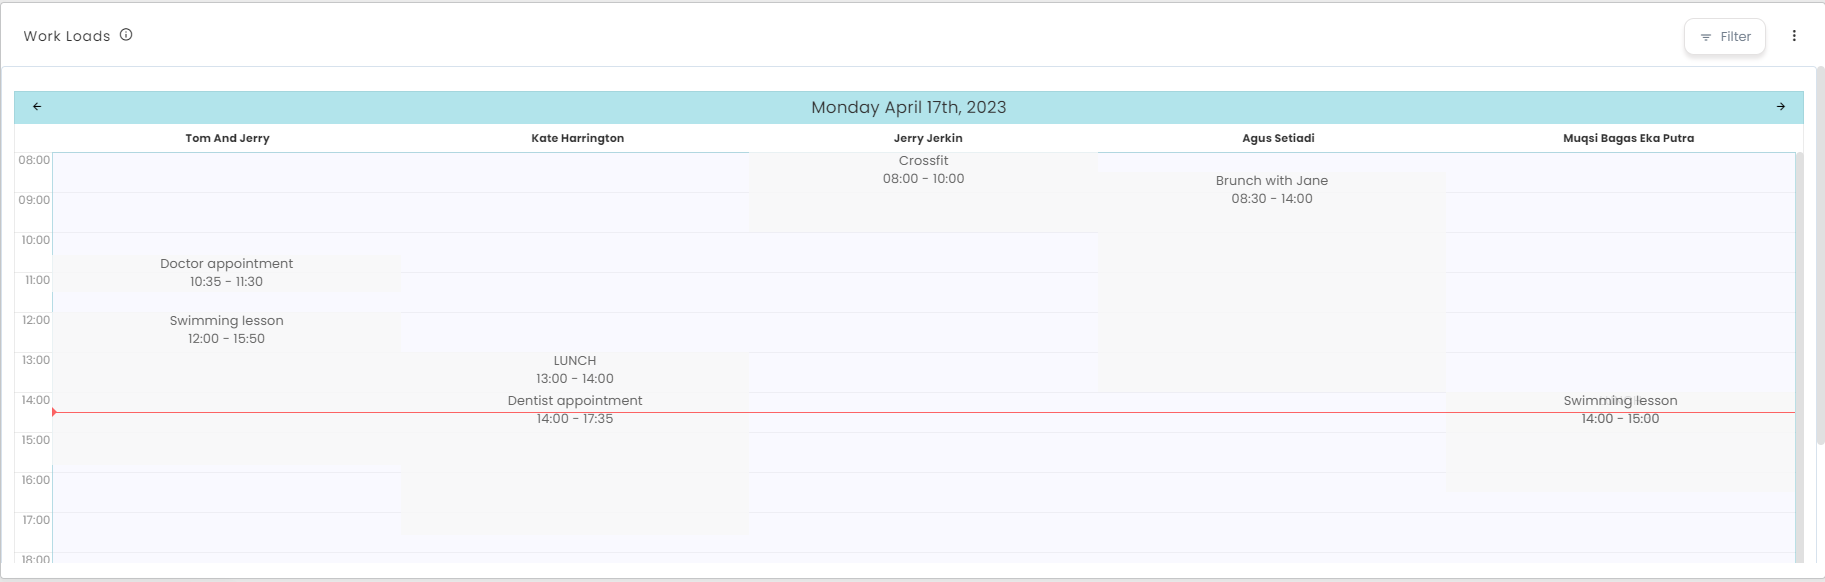 Work Loads
Filter
Monday April 17th, 2023
Tom And Jerry
Kate Harrington
Jerry Jerkin
Agus Setiadi
Muqsi Bagas Eka Putra
08:00
Crossfit
08:00 - 10:00
Brunch with Jane
08:30 - 14:00
09:00
10:00
Doctor appointment
10:35 - 11:30
11:00
12:00
Swimming lesson
12:00 - 15:50
13:00
LUNCH
13:00 - 14:00
14:00
Dentist appointment
14:00 - 17:35
Swimming lesson
14:00 - 15:00
15:00
16:00
17:00
18:00